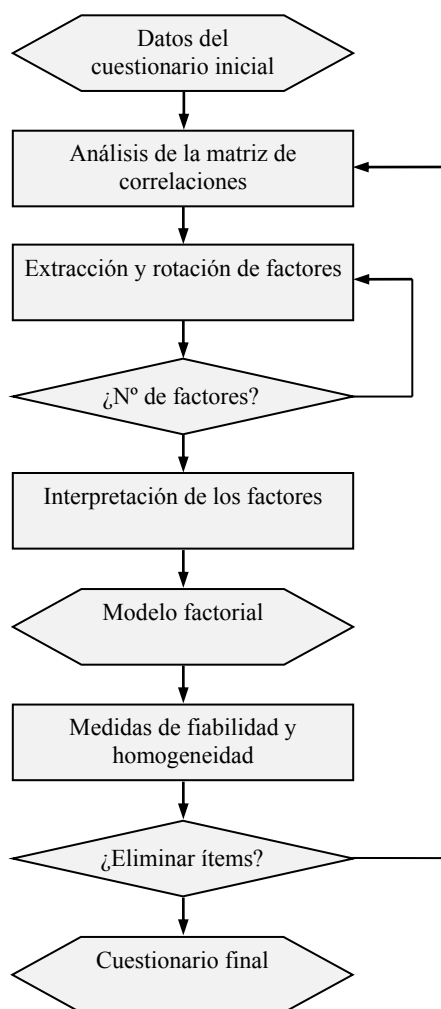 Datos del
cuestionario inicial
Análisis de la matriz de
correlaciones
Extracción y rotación de factores
¿Nº de factores?
Interpretación de los factores
Modelo factorial
Medidas de fiabilidad y
homogeneidad
¿Eliminar ítems?
Cuestionario final